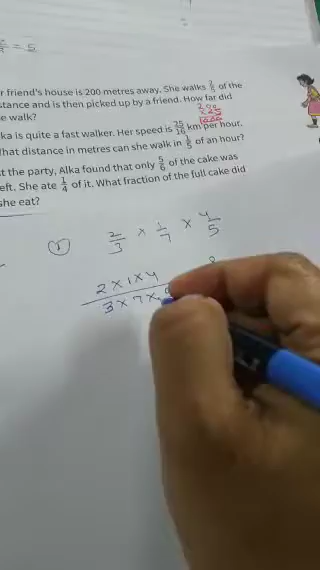 = 5
r friend's house is 200 metres away. She walks of the
stance and is then picked up by a friend. How far did
e walk?
ka is quite a fast walker. Her speed is 25/16 km per hour.
hat distance in metres can she walk in 1/5 of an hour?
t the party, Alka found that only 5/6 of the cake was
eft. She ate 1/4 of it. What fraction of the full cake did
she eat?
2/3 × 1/7 × 4/5
2×1×4
3×7×